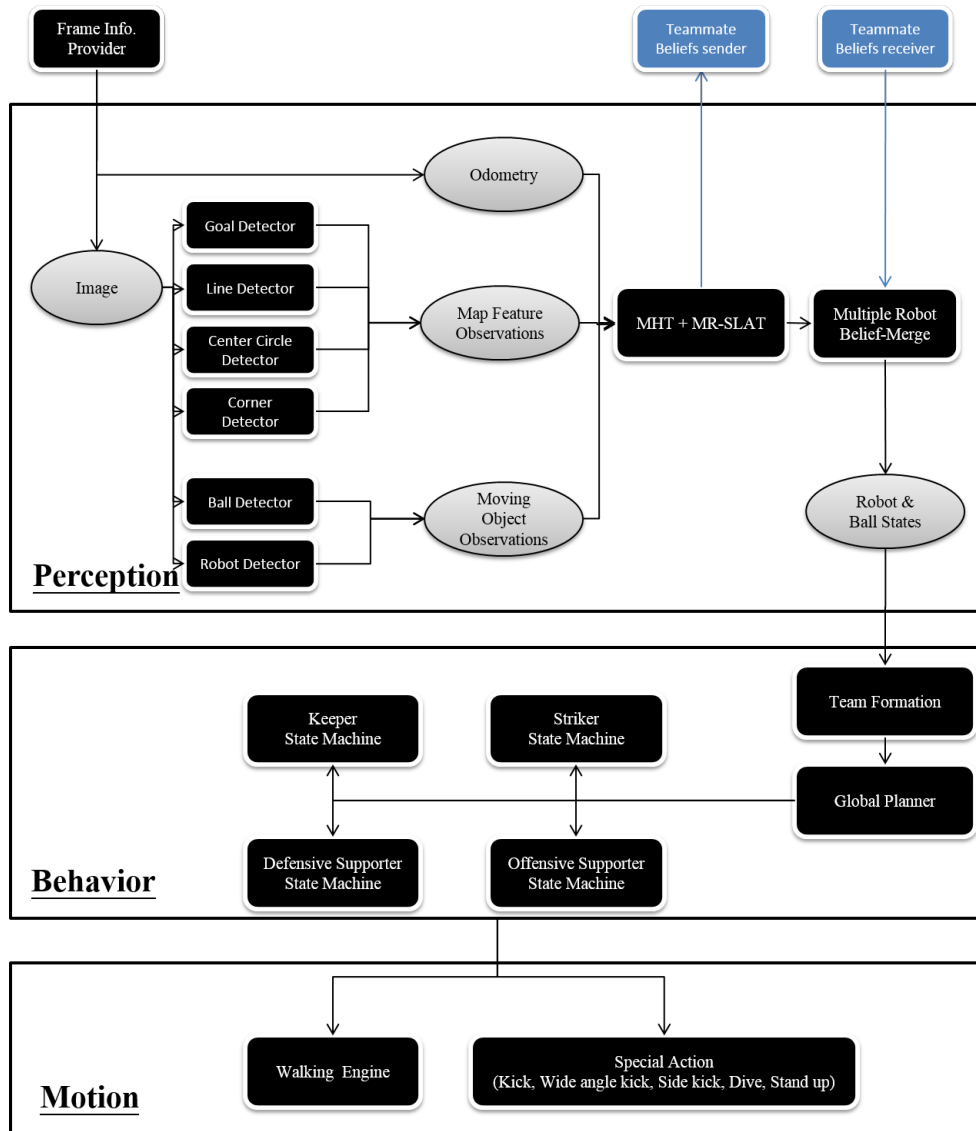 Frame Info.
Provider
Teammate
Beliefs sender
Teammate
Beliefs receiver
Odometry
Goal Detector
Image
Line Detector
Map Feature
Observations
MHT + MR-SLAT
Multiple Robot
Belief-Merge
Center Circle
Detector
Corner
Detector
Ball Detector
Moving
Object
Observations
Robot &
Ball States
Robot Detector
Perception
Keeper
State Machine
Striker
State Machine
Team Formation
Global Planner
Defensive Supporter
State Machine
Offensive Supporter
State Machine
Behavior
Walking Engine
Special Action
(Kick, Wide angle kick, Side kick, Dive, Stand up)
Motion